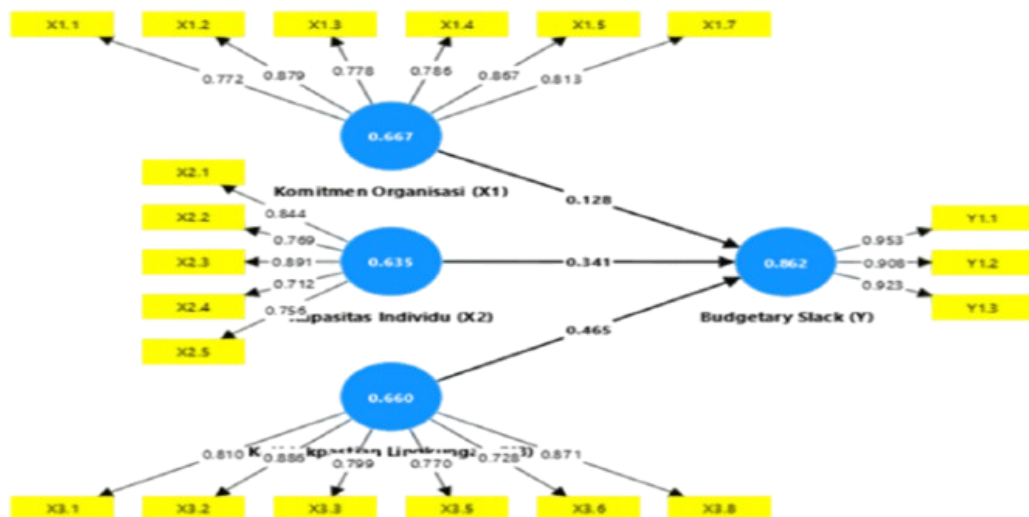 X1.1 X1.2 X1.3 X1.4 X1.5 X1.7
0.772 0.879 0.778 0.786 0.867 0.813
0.667
Komitmen Organisasi (X1)
0.128
X2.1
X2.2
X2.3
X2.4
X2.5
0.844
0.769
0.891
0.712
0.756
0.635
Individu (X2)
0.341
0.862
Budgetary Slack (Y)
0.953
0.908
0.923
Y1.1
Y1.2
Y1.3
0.465
0.660
0.810 0.886 0.799 0.770 0.728 0.871
X3.1 X3.2 X3.3 X3.5 X3.6 X3.8